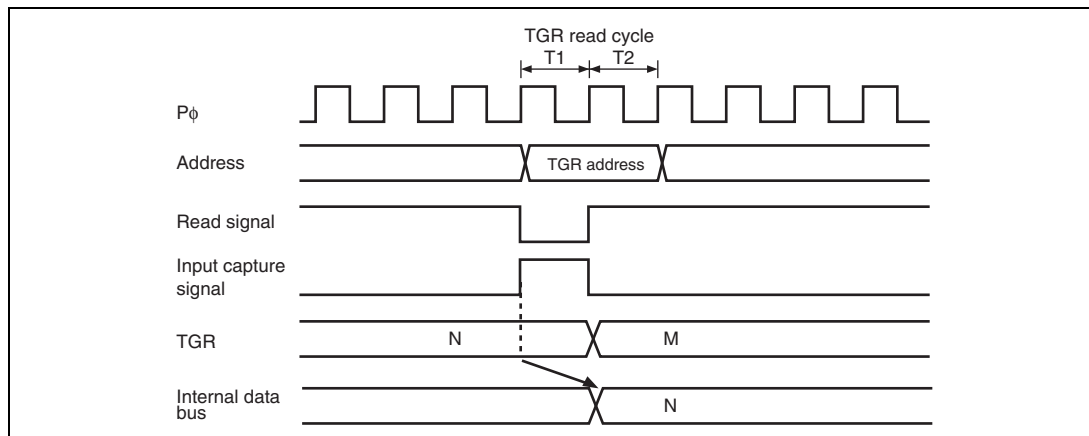 TGR read cycle
T1 T2
Pϕ
Address
TGR address
Read signal
Input capture
signal
TGR
N
M
Internal data
bus
N